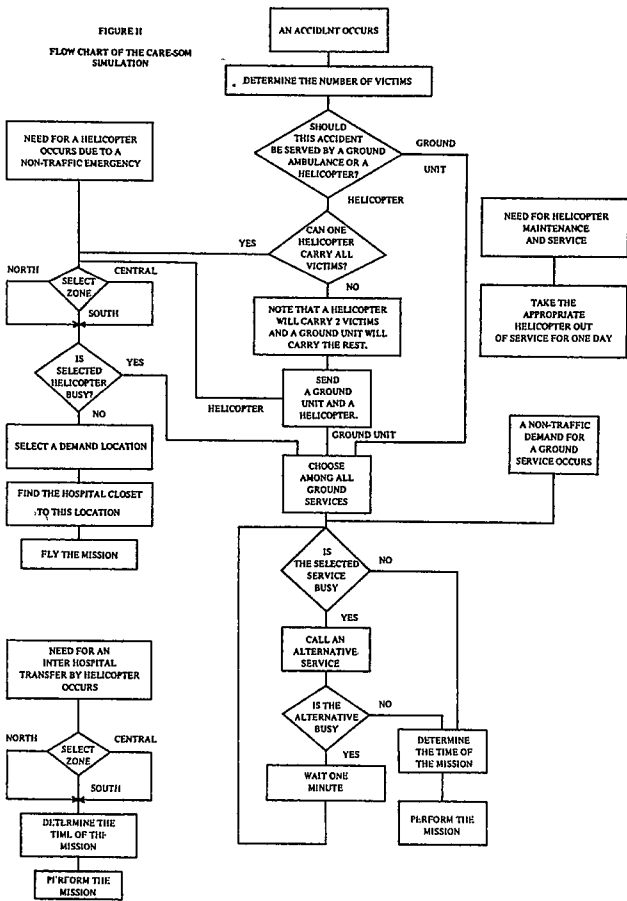 FIGURE II
FLOW CHART OF THE CARE-SOM
SIMULATION
AN ACCIDENT OCCURS
DETERMINE THE NUMBER OF VICTIMS
SHOULD
THIS ACCIDENT
BE SERVED BY A GROUND
AMBULANCE OR A
HELICOPTER?
GROUND
UNIT
HELICOPTER
NEED FOR A HELICOPTER
OCCURS DUE TO A
NON-TRAFFIC EMERGENCY
CAN ONE
HELICOPTER
CARRY ALL
VICTIMS?
YES
NO
NEED FOR HELICOPTER
MAINTENANCE
AND SERVICE
TAKE THE
APPROPRIATE
HELICOPTER OUT
OF SERVICE FOR ONE DAY
NORTH
CENTRAL
SELECT
ZONE
SOUTH
NOTE THAT A HELICOPTER
WILL CARRY 2 VICTIMS
AND A GROUND UNIT WILL
CARRY THE REST.
IS
SELECTED
HELICOPTER
BUSY?
YES
NO
SEND
A GROUND
UNIT AND A
HELICOPTER.
HELICOPTER
GROUND UNIT
SELECT A DEMAND LOCATION
FIND THE HOSPITAL CLOSET
TO THIS LOCATION
FLY THE MISSION
CHOOSE
AMONG ALL
GROUND
SERVICES
A NON-TRAFFIC
DEMAND FOR
A GROUND
SERVICE OCCURS
IS
THE SELECTED
SERVICE
BUSY
NO
YES
CALL AN
ALTERNATIVE
SERVICE
IS THE
ALTERNATIVE
BUSY
NO
YES
WAIT ONE
MINUTE
DETERMINE
THE TIME OF
THE MISSION
PERFORM THE
MISSION
NEED FOR AN
INTER HOSPITAL
TRANSFER BY HELICOPTER
OCCURS
NORTH
CENTRAL
SELECT
ZONE
SOUTH
DETERMINE THE
TIME OF THE
MISSION
PERFORM THE
MISSION